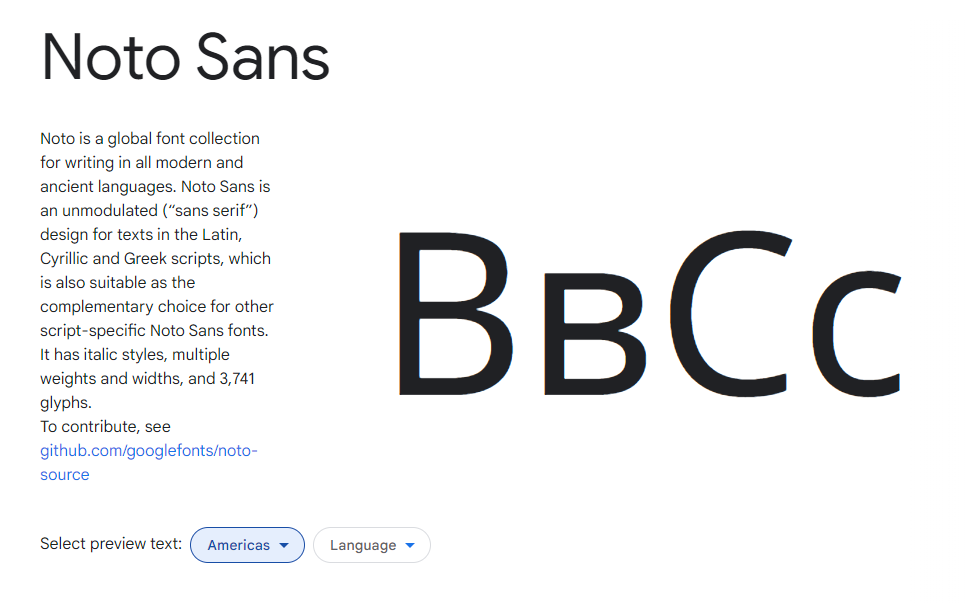 Noto Sans
Noto is a global font collection
for writing in all modern and
ancient languages. Noto Sans is
an unmodulated (“sans serif”)
design for texts in the Latin,
Cyrillic and Greek scripts, which
is also suitable as the
complementary choice for other
script-specific Noto Sans fonts.
It has italic styles, multiple
weights and widths, and 3,741
glyphs.
To contribute, see
github.com/googlefonts/noto-
source
ВвСс
Select preview text: Americas Language